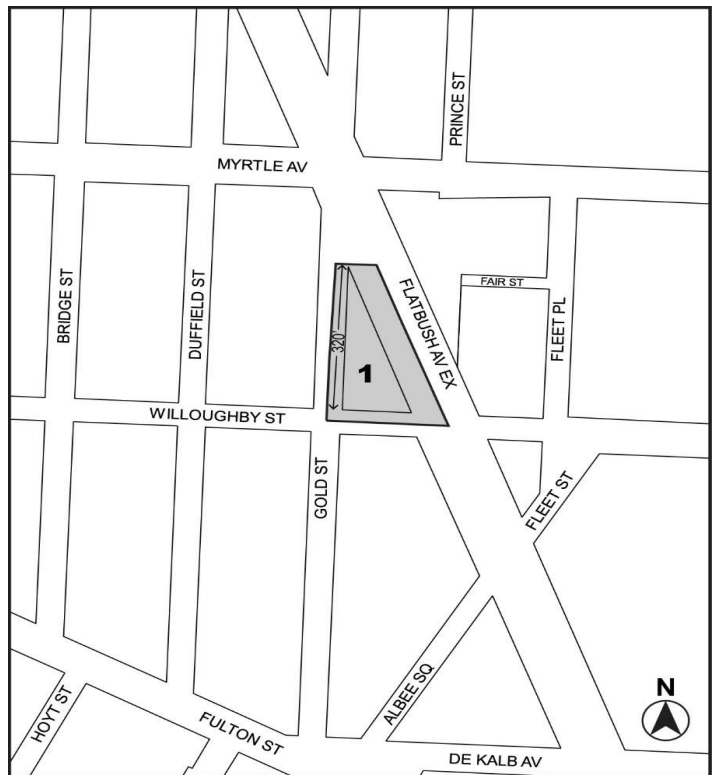 PRINCE ST
MYRTLE AV
BRIDGE ST
DUFFIELD ST
320'
1
FLATBUSH AV EX
FAIR ST
FLEET PL
WILLOUGHBY ST
GOLD ST
FLEET ST
ALBEE SQ
HOYT ST
FULTON ST
N
DE KALB AV